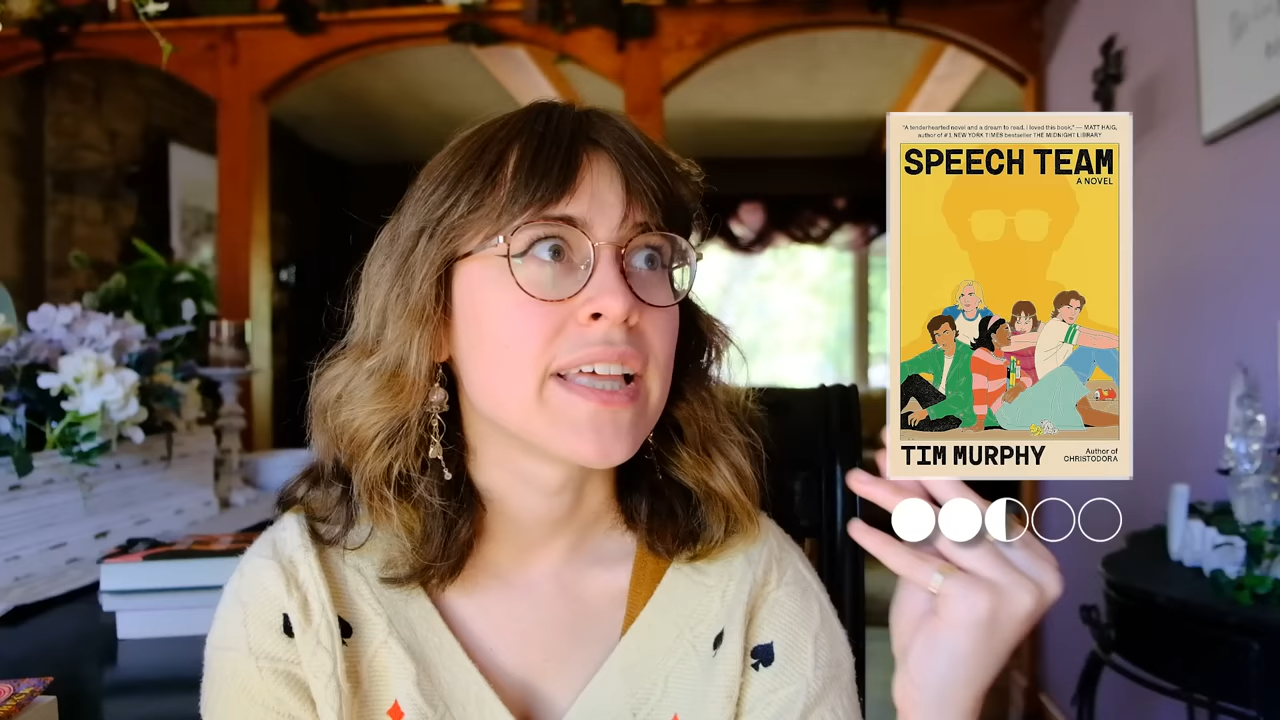 "A tenderhearted novel and a dream to read. I loved this book." — MATT HAIG,
author of #1 NEW YORK TIMES bestseller THE MIDNIGHT LIBRARY
SPEECH TEAM
A NOVEL
TIM MURPHY
Author of
CHRISTODORA